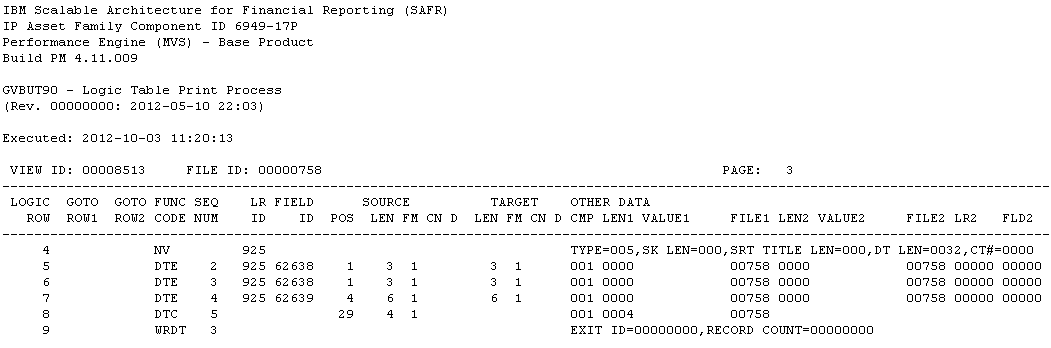 IBM Scalable Architecture for Financial Reporting (SAFR)
IP Asset Family Component ID 6949-17P
Performance Engine (MVS) - Base Product
Build PM 4.11.009
GVBUT90 - Logic Table Print Process
(Rev. 00000000: 2012-05-10 22:03)
Executed: 2012-10-03 11:20:13
VIEW ID: 00008513 FILE ID: 00000758 PAGE: 3
LOGIC GOTO GOTO FUNC SEQ LR FIELD SOURCE TARGET OTHER DATA
ROW ROW1 ROW2 CODE NUM ID ID POS LEN FM CN D LEN FM CN D CMP LEN1 VALUE1 FILE1 LEN2 VALUE2 FILE2 LR2 FLD2
4 NV 925 TYPE=005,SK LEN=000,SRT TITLE LEN=000,DT LEN=0032,CT#=0000
5 DTE 2 925 62638 1 3 1 3 1 001 0000 00758 0000 00758 00000 00000
6 DTE 3 925 62638 1 3 1 3 1 001 0000 00758 0000 00758 00000 00000
7 DTE 4 925 62639 4 6 1 6 1 001 0000 00758 0000 00758 00000 00000
8 DTC 5 29 4 1 001 0004 00758
9 WRDT 3 EXIT ID=00000000,RECORD COUNT=00000000